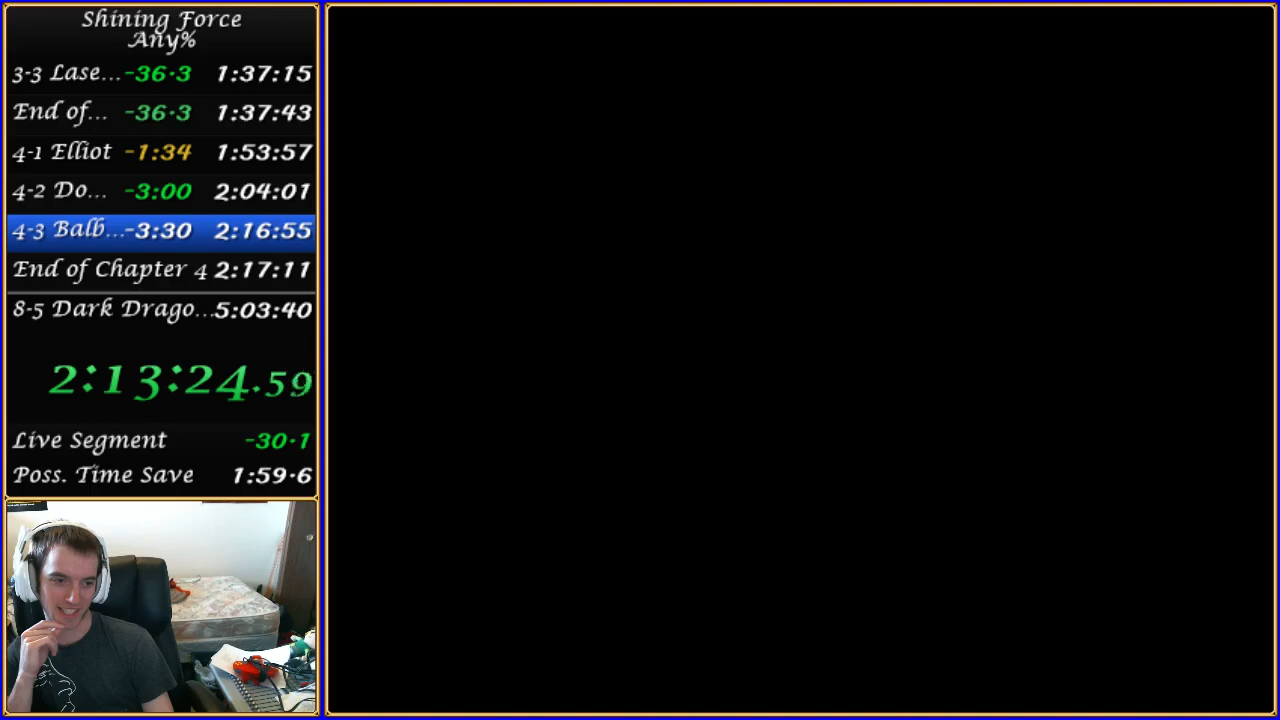 Shining Force
Any%
3-3 Lase... -36.3 1:37:15
End of... -36.3 1:37:43
4-1 Elliot -1:34 1:53:57
4-2 Do... -3:00 2:04:01
4-3 Balb... -3:30 2:16:55
End of Chapter 4 2:17:11
8-5 Dark Drago... 5:03:40
2:13:24.59
Live Segment -30.1
Poss. Time Save 1:59.6